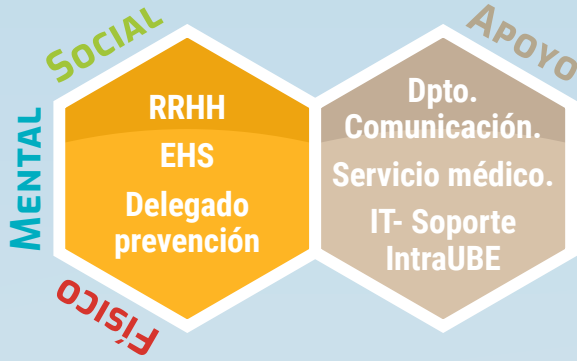 SOCIAL
MENTAL
FÍSICO
RRHH
EHS
Delegado
prevención
APOYO
Dpto.
Comunicación.
Servicio médico.
IT- Soporte
IntraUBE